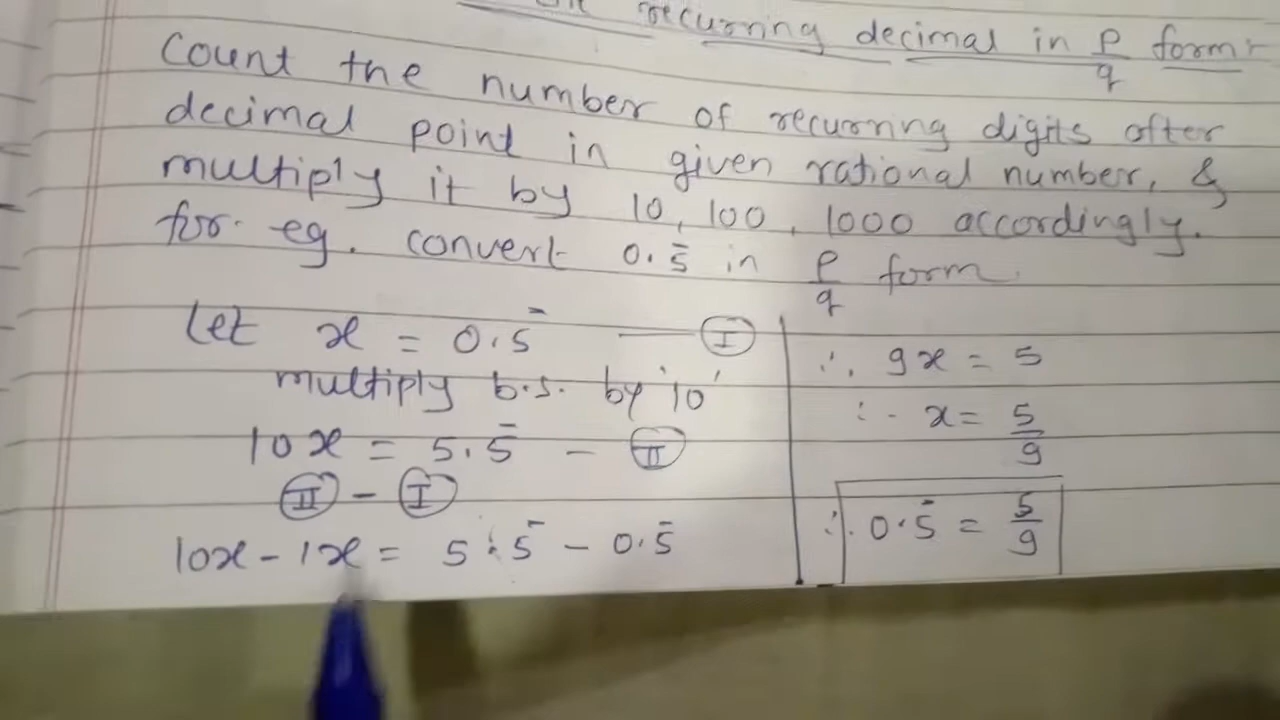 recurring decimal in p/q form:-
Count the number of recurring digits after
decimal point in given rational number, &
multiply it by 10, 100, 1000 accordingly.
for eg. convert 0.5̄ in p/q form.
Let x = 0.5̄ — I
multiply b.s. by '10'
10x = 5.5̄ — II
II - I
10x - 1x = 5.5̄ - 0.5̄
∴ 9x = 5
∴ x = 5/9
∴ 0.5̄ = 5/9